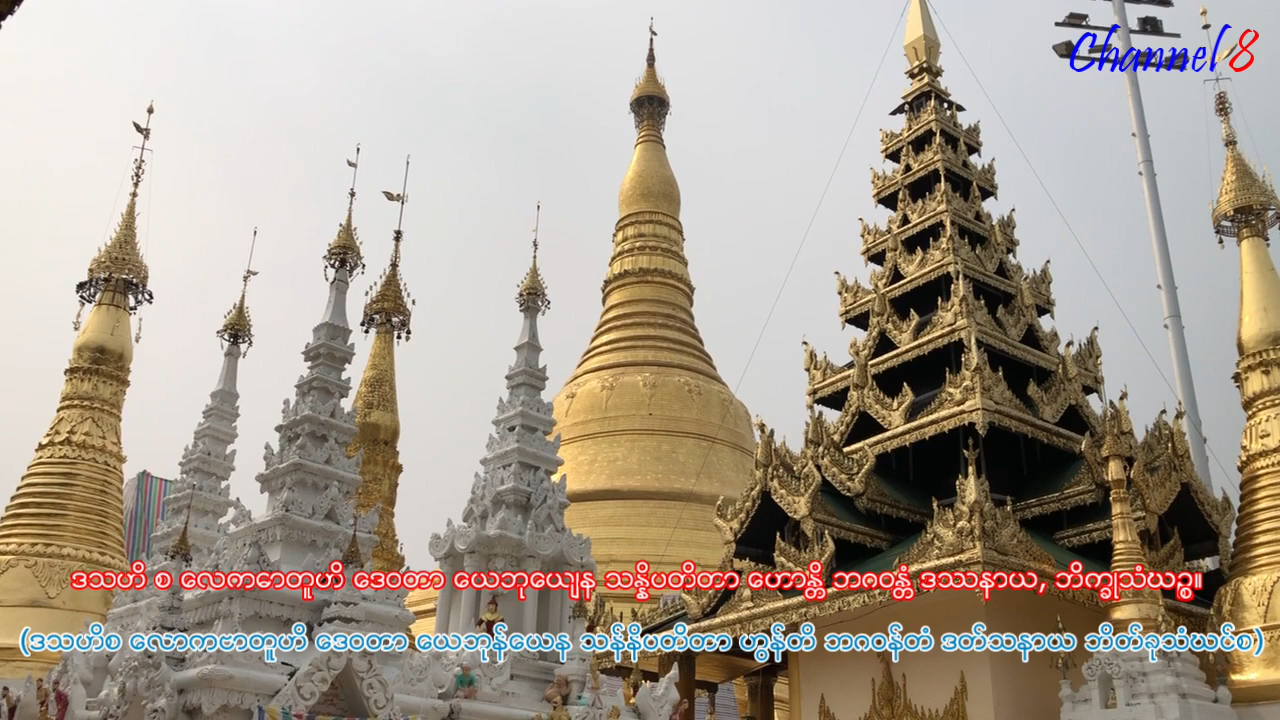 Channel 8
ဒသဟိ စ လောကဓာတူဟိ ဒေဝတာ ယေဘုယျေန သန္နိပတိတာ ဟောန္တိ ဘဂဝန္တံ ဒဿနာယ, ဘိက္ခုသံဃဉ္စ။
(ဒသဟိစ လောကဗာတူဟိ ဒေဝတာ ယေဘုန်ယေန သန်နိပတိတာ ဟွန်တိ ဘဂဝန်တံ ဒတ်သနာယ ဘိတ်ခုသံဃင်စ)